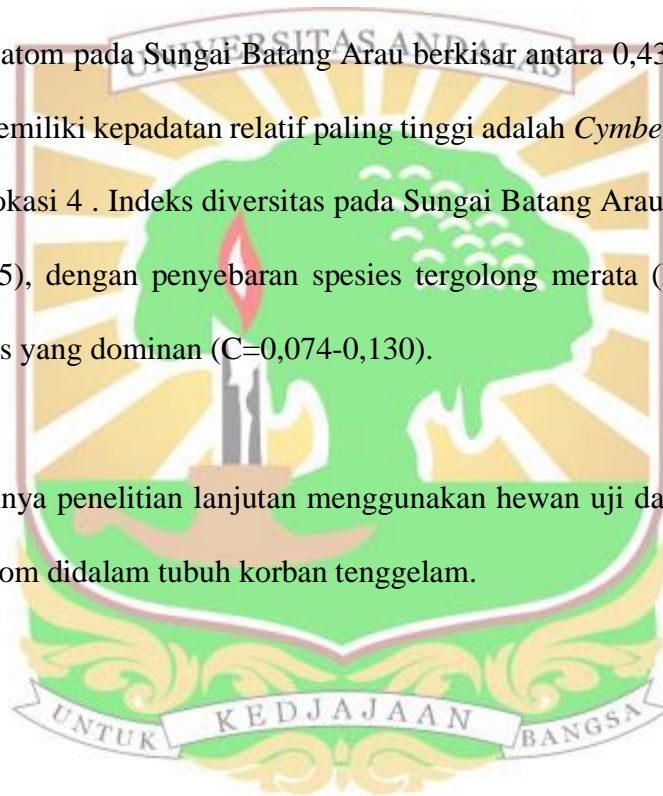 UNIVERSITAS ANDALAS
atom pada Sungai Batang Arau berkisar antara 0,43
emiliki kepadatan relatif paling tinggi adalah Cymbe
okasi 4 . Indeks diversitas pada Sungai Batang Arau
5), dengan penyebaran spesies tergolong merata (
s yang dominan (C=0,074-0,130).
nya penelitian lanjutan menggunakan hewan uji da
om didalam tubuh korban tenggelam.
UNTUK KEDJAJAAN BANGSA